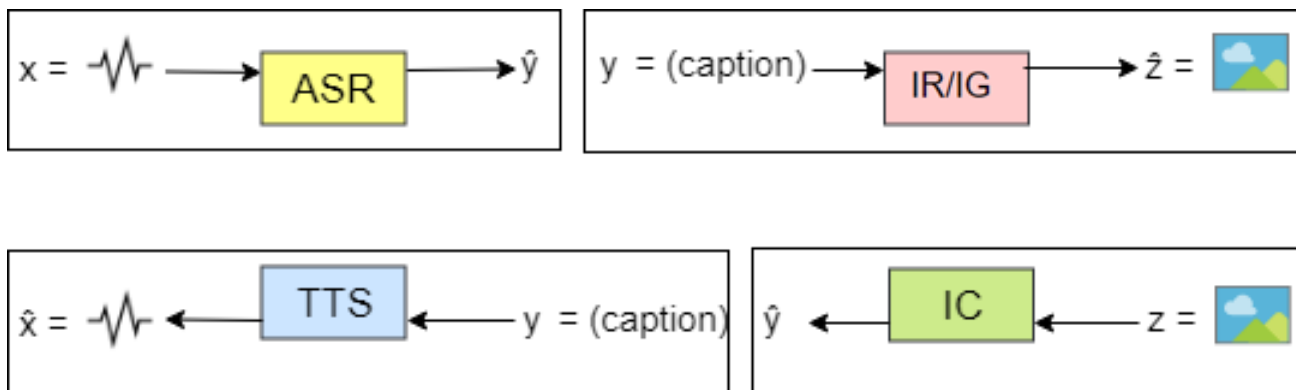 x =
ASR
ŷ
y = (caption)
IR/IG
ẑ =
x̂ =
TTS
y = (caption)
ŷ
IC
z =